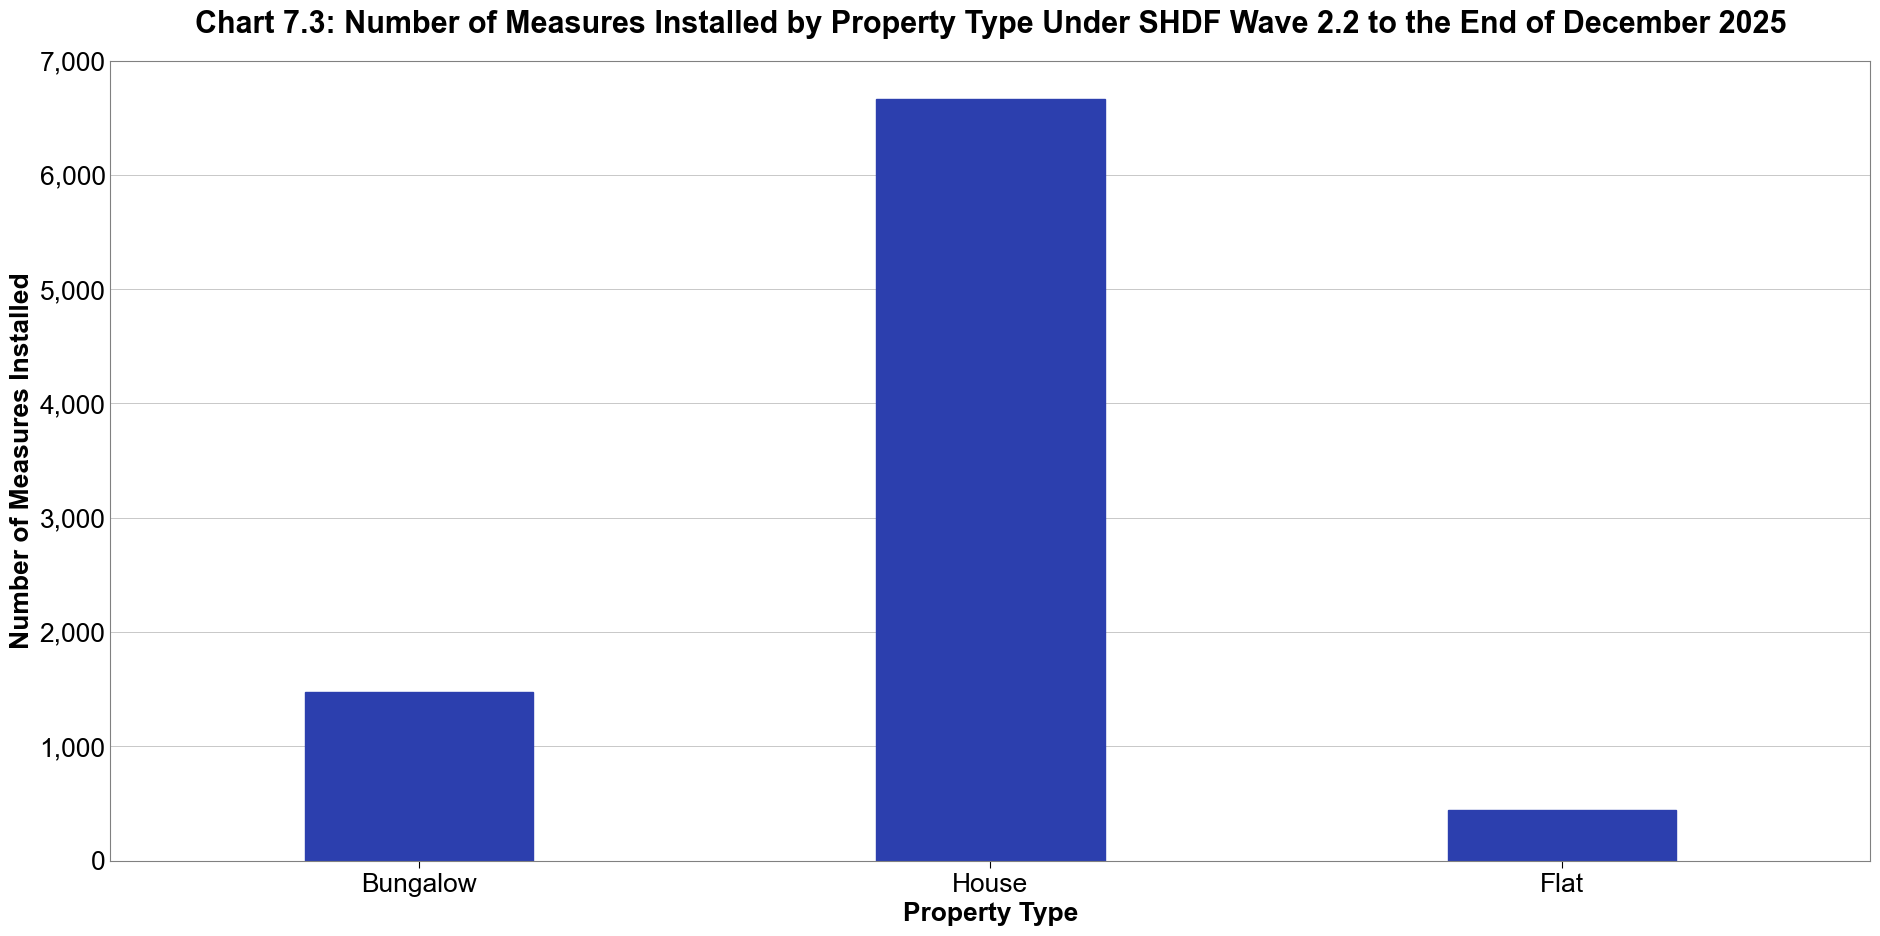 Chart 7.3: Number of Measures Installed by Property Type Under SHDF Wave 2.2 to the End of December 2025
7,000
6,000
5,000
4,000
3,000
2,000
1,000
0
Number of Measures Installed
Bungalow
House
Flat
Property Type